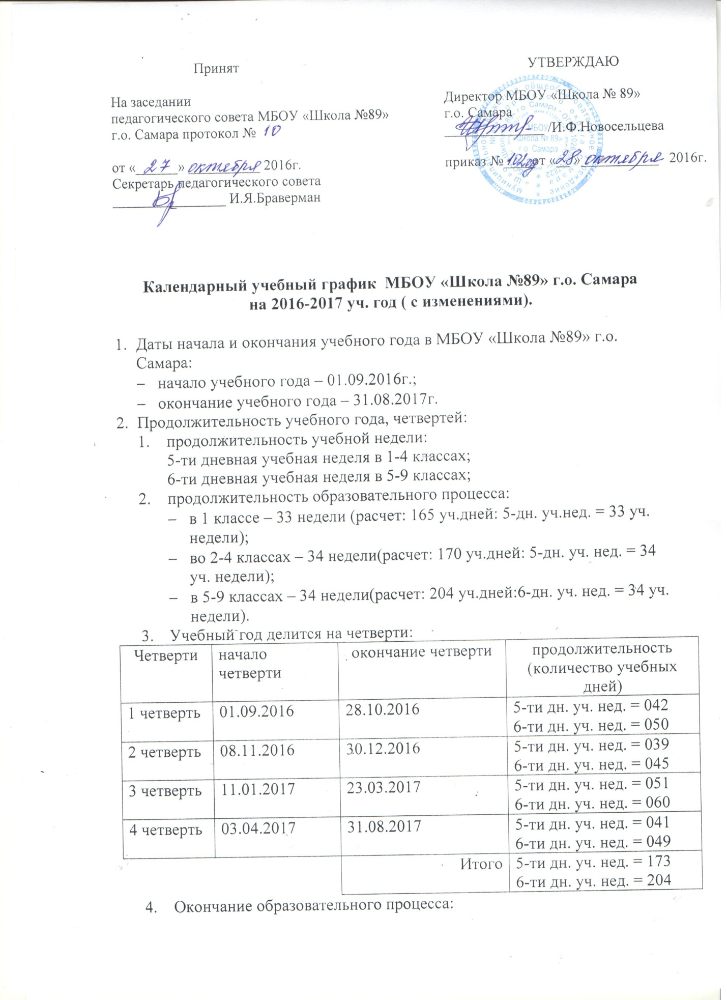 Принят
На заседании
педагогического совета МБОУ «Школа №89»
г.о. Самара протокол № 10
от « 27 » октября 2016г.
Секретарь педагогического совета
И.Я.Браверман
УТВЕРЖДАЮ
Директор МБОУ «Школа № 89»
г.о. Самара
/И.Ф.Новосельцева
приказ № 102од от « 28 » октября 2016г.
МБОУ
Школа № 89»
г.о. Самара
Календарный учебный график МБОУ «Школа №89» г.о. Самара
на 2016-2017 уч. год ( с изменениями).
1. Даты начала и окончания учебного года в МБОУ «Школа №89» г.о.
Самара:
– начало учебного года – 01.09.2016г.;
– окончание учебного года – 31.08.2017г.
2. Продолжительность учебного года, четвертей:
1. продолжительность учебной недели:
5-ти дневная учебная неделя в 1-4 классах;
6-ти дневная учебная неделя в 5-9 классах;
2. продолжительность образовательного процесса:
– в 1 классе – 33 недели (расчет: 165 уч.дней: 5-дн. уч.нед. = 33 уч.
недели);
– во 2-4 классах – 34 недели(расчет: 170 уч.дней: 5-дн. уч. нед. = 34
уч. недели);
– в 5-9 классах – 34 недели(расчет: 204 уч.дней:6-дн. уч. нед. = 34 уч.
недели).
3. Учебный год делится на четверти:
Четверти начало четверти окончание четверти продолжительность (количество учебных дней)
1 четверть 01.09.2016 28.10.2016 5-ти дн. уч. нед. = 042
6-ти дн. уч. нед. = 050
2 четверть 08.11.2016 30.12.2016 5-ти дн. уч. нед. = 039
6-ти дн. уч. нед. = 045
3 четверть 11.01.2017 23.03.2017 5-ти дн. уч. нед. = 051
6-ти дн. уч. нед. = 060
4 четверть 03.04.2017 31.08.2017 5-ти дн. уч. нед. = 041
6-ти дн. уч. нед. = 049
Итого 5-ти дн. уч. нед. = 173
6-ти дн. уч. нед. = 204
4. Окончание образовательного процесса: